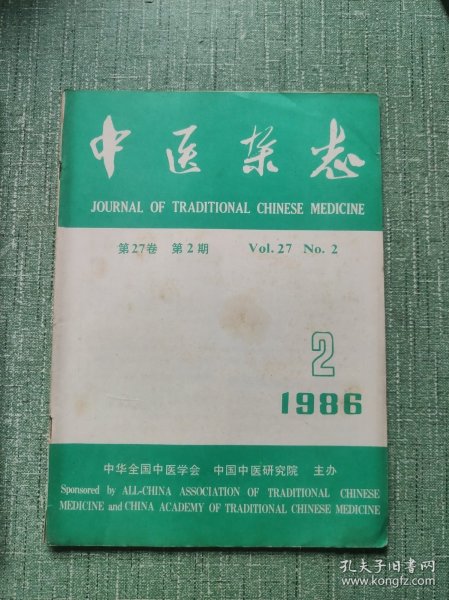 中医杂志
JOURNAL OF TRADITIONAL CHINESE MEDICINE
第27卷 第2期 Vol. 27 No. 2
2
1986
中华全国中医学会 中国中医研究院 主办
Sponsored by ALL-CHINA ASSOCIATION OF TRADITIONAL CHINESE
MEDICINE and CHINA ACADEMY OF TRADITIONAL CHINESE MEDICINE
孔夫子旧书网
www.kongfz.com